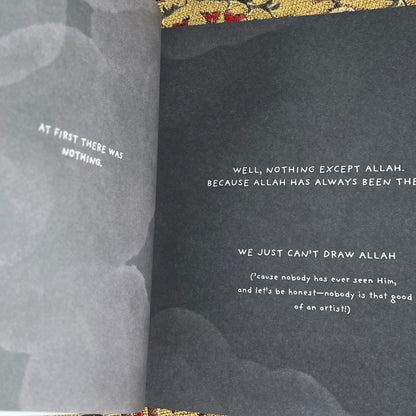 AT FIRST THERE WAS
NOTHING.
WELL, NOTHING EXCEPT ALLAH.
BECAUSE ALLAH HAS ALWAYS BEEN
WE JUST CAN'T DRAW ALLAH
('cause nobody has ever seen Him,
and let's be honest—nobody is that good
of an artist!)